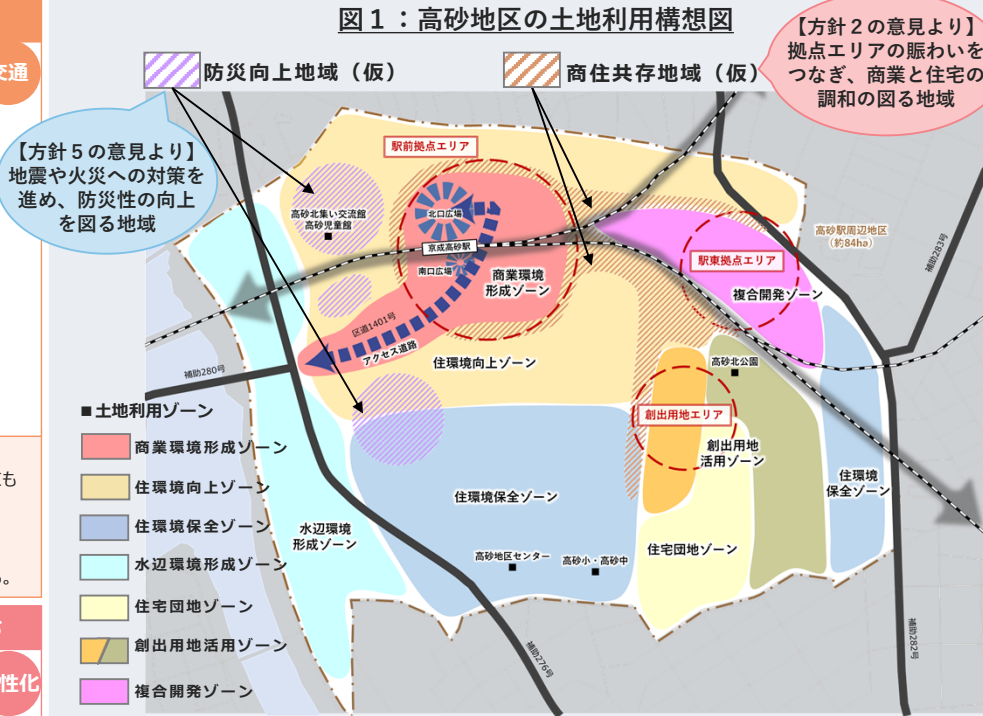 図１：高砂地区の土地利用構想図
防災向上地域（仮）
商住共存地域（仮）
【方針２の意見より】
拠点エリアの賑わいを
つなぎ、商業と住宅の
調和の図る地域
交通
【方針５の意見より】
地震や火災への対策を
進め、防災性の向上
を図る地域
駅前拠点エリア
高砂北集い交流館
高砂児童館
北口広場
京成高砂駅
南口広場
商業環境
形成ゾーン
駅東拠点エリア
複合開発ゾーン
高砂駅周辺地区
（約84ha）
補助283号
区道1401号
アクセス道路
住環境向上ゾーン
高砂北公園
補助280号
創出用地エリア
創出用地
活用ゾーン
住環境
保全ゾーン
住環境保全ゾーン
水辺環境
形成ゾーン
住宅団地ゾーン
高砂地区センター
高砂小・高砂中
補助276号
補助282号
■土地利用ゾーン
商業環境形成ゾーン
住環境向上ゾーン
住環境保全ゾーン
水辺環境形成ゾーン
住宅団地ゾーン
創出用地活用ゾーン
複合開発ゾーン
も
。
性化